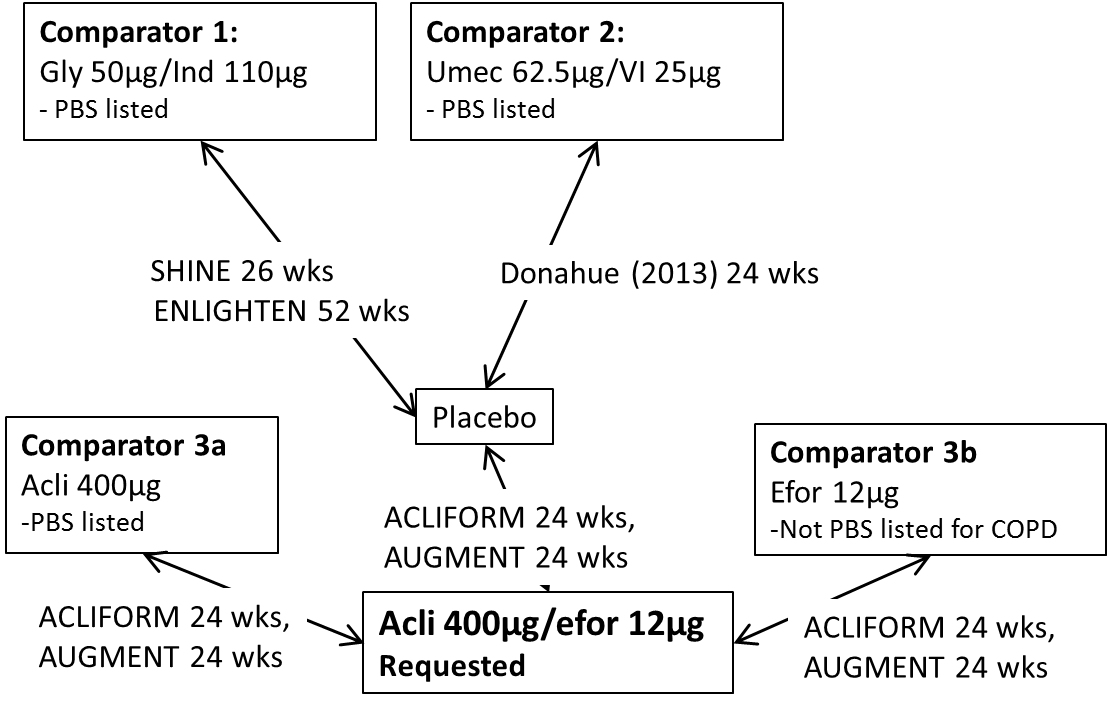 Comparator 1:
Gly 50µg/Ind 110µg
- PBS listed
Comparator 2:
Umec 62.5µg/VI 25µg
- PBS listed
SHINE 26 wks
ENLIGHTEN 52 wks
Donahue (2013) 24 wks
Placebo
Comparator 3a
Acli 400µg
-PBS listed
Comparator 3b
Efor 12µg
-Not PBS listed for COPD
ACLIFORM 24 wks,
AUGMENT 24 wks
ACLIFORM 24 wks,
AUGMENT 24 wks
Acli 400µg/efor 12µg
Requested
ACLIFORM 24 wks,
AUGMENT 24 wks